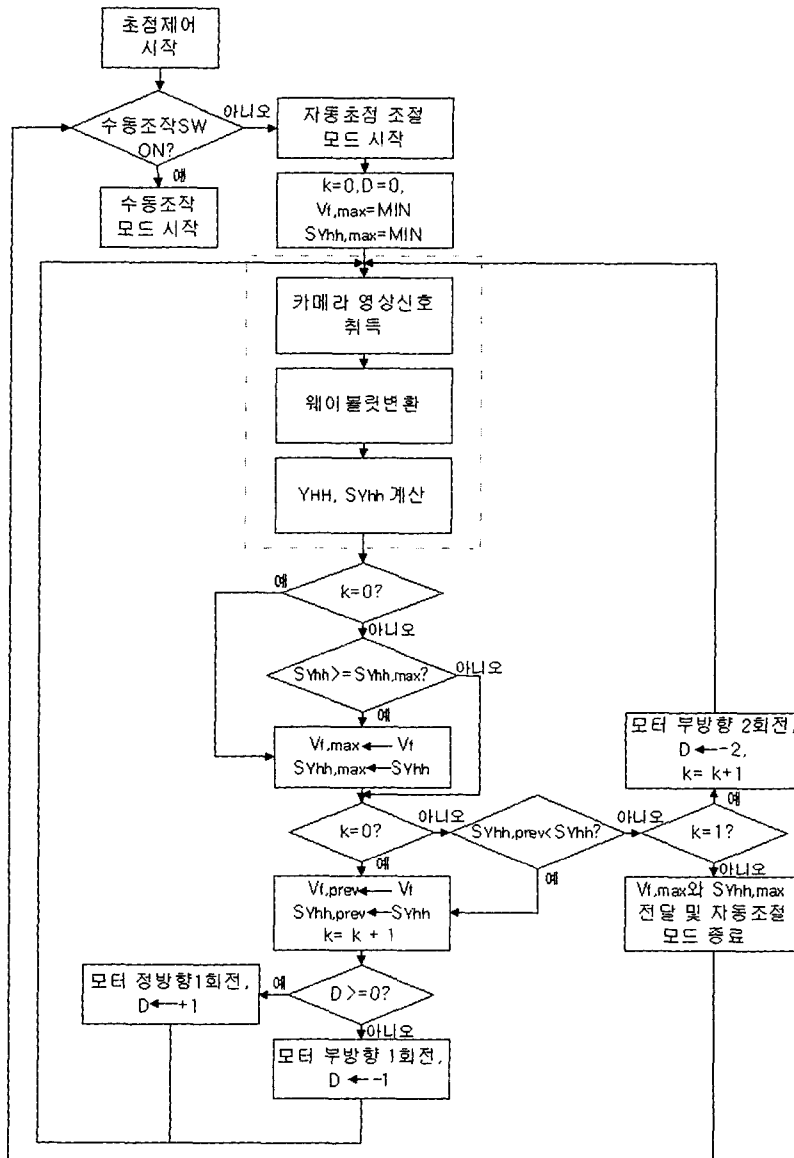 초점제어
시작
수동조작SW
ON?
아니오
예
자동초점 조절
모드 시작
수동조작
모드 시작
k=0,D=0,
Vf,max=MIN
SYhh,max=MIN
카메라 영상신호
취득
웨이블릿변환
YHH, SYhh 계산
k=0?
예
아니오
SYhh>=SYhh,max?
아니오
예
Vf,max← Vf
SYhh,max←SYhh
k=0?
아니오
예
SYhh,prev<SYhh?
아니오
예
k=1?
예
아니오
모터 부방향 2회전,
D←-2,
k= k+1
Vf,max와 SYhh,max
전달 및 자동조절
모드 종료
Vf,prev← Vf
SYhh,prev←SYhh
k= k + 1
D >=0?
예
아니오
모터 정방향1회전,
D←+1
모터 부방향 1회전,
D ←-1